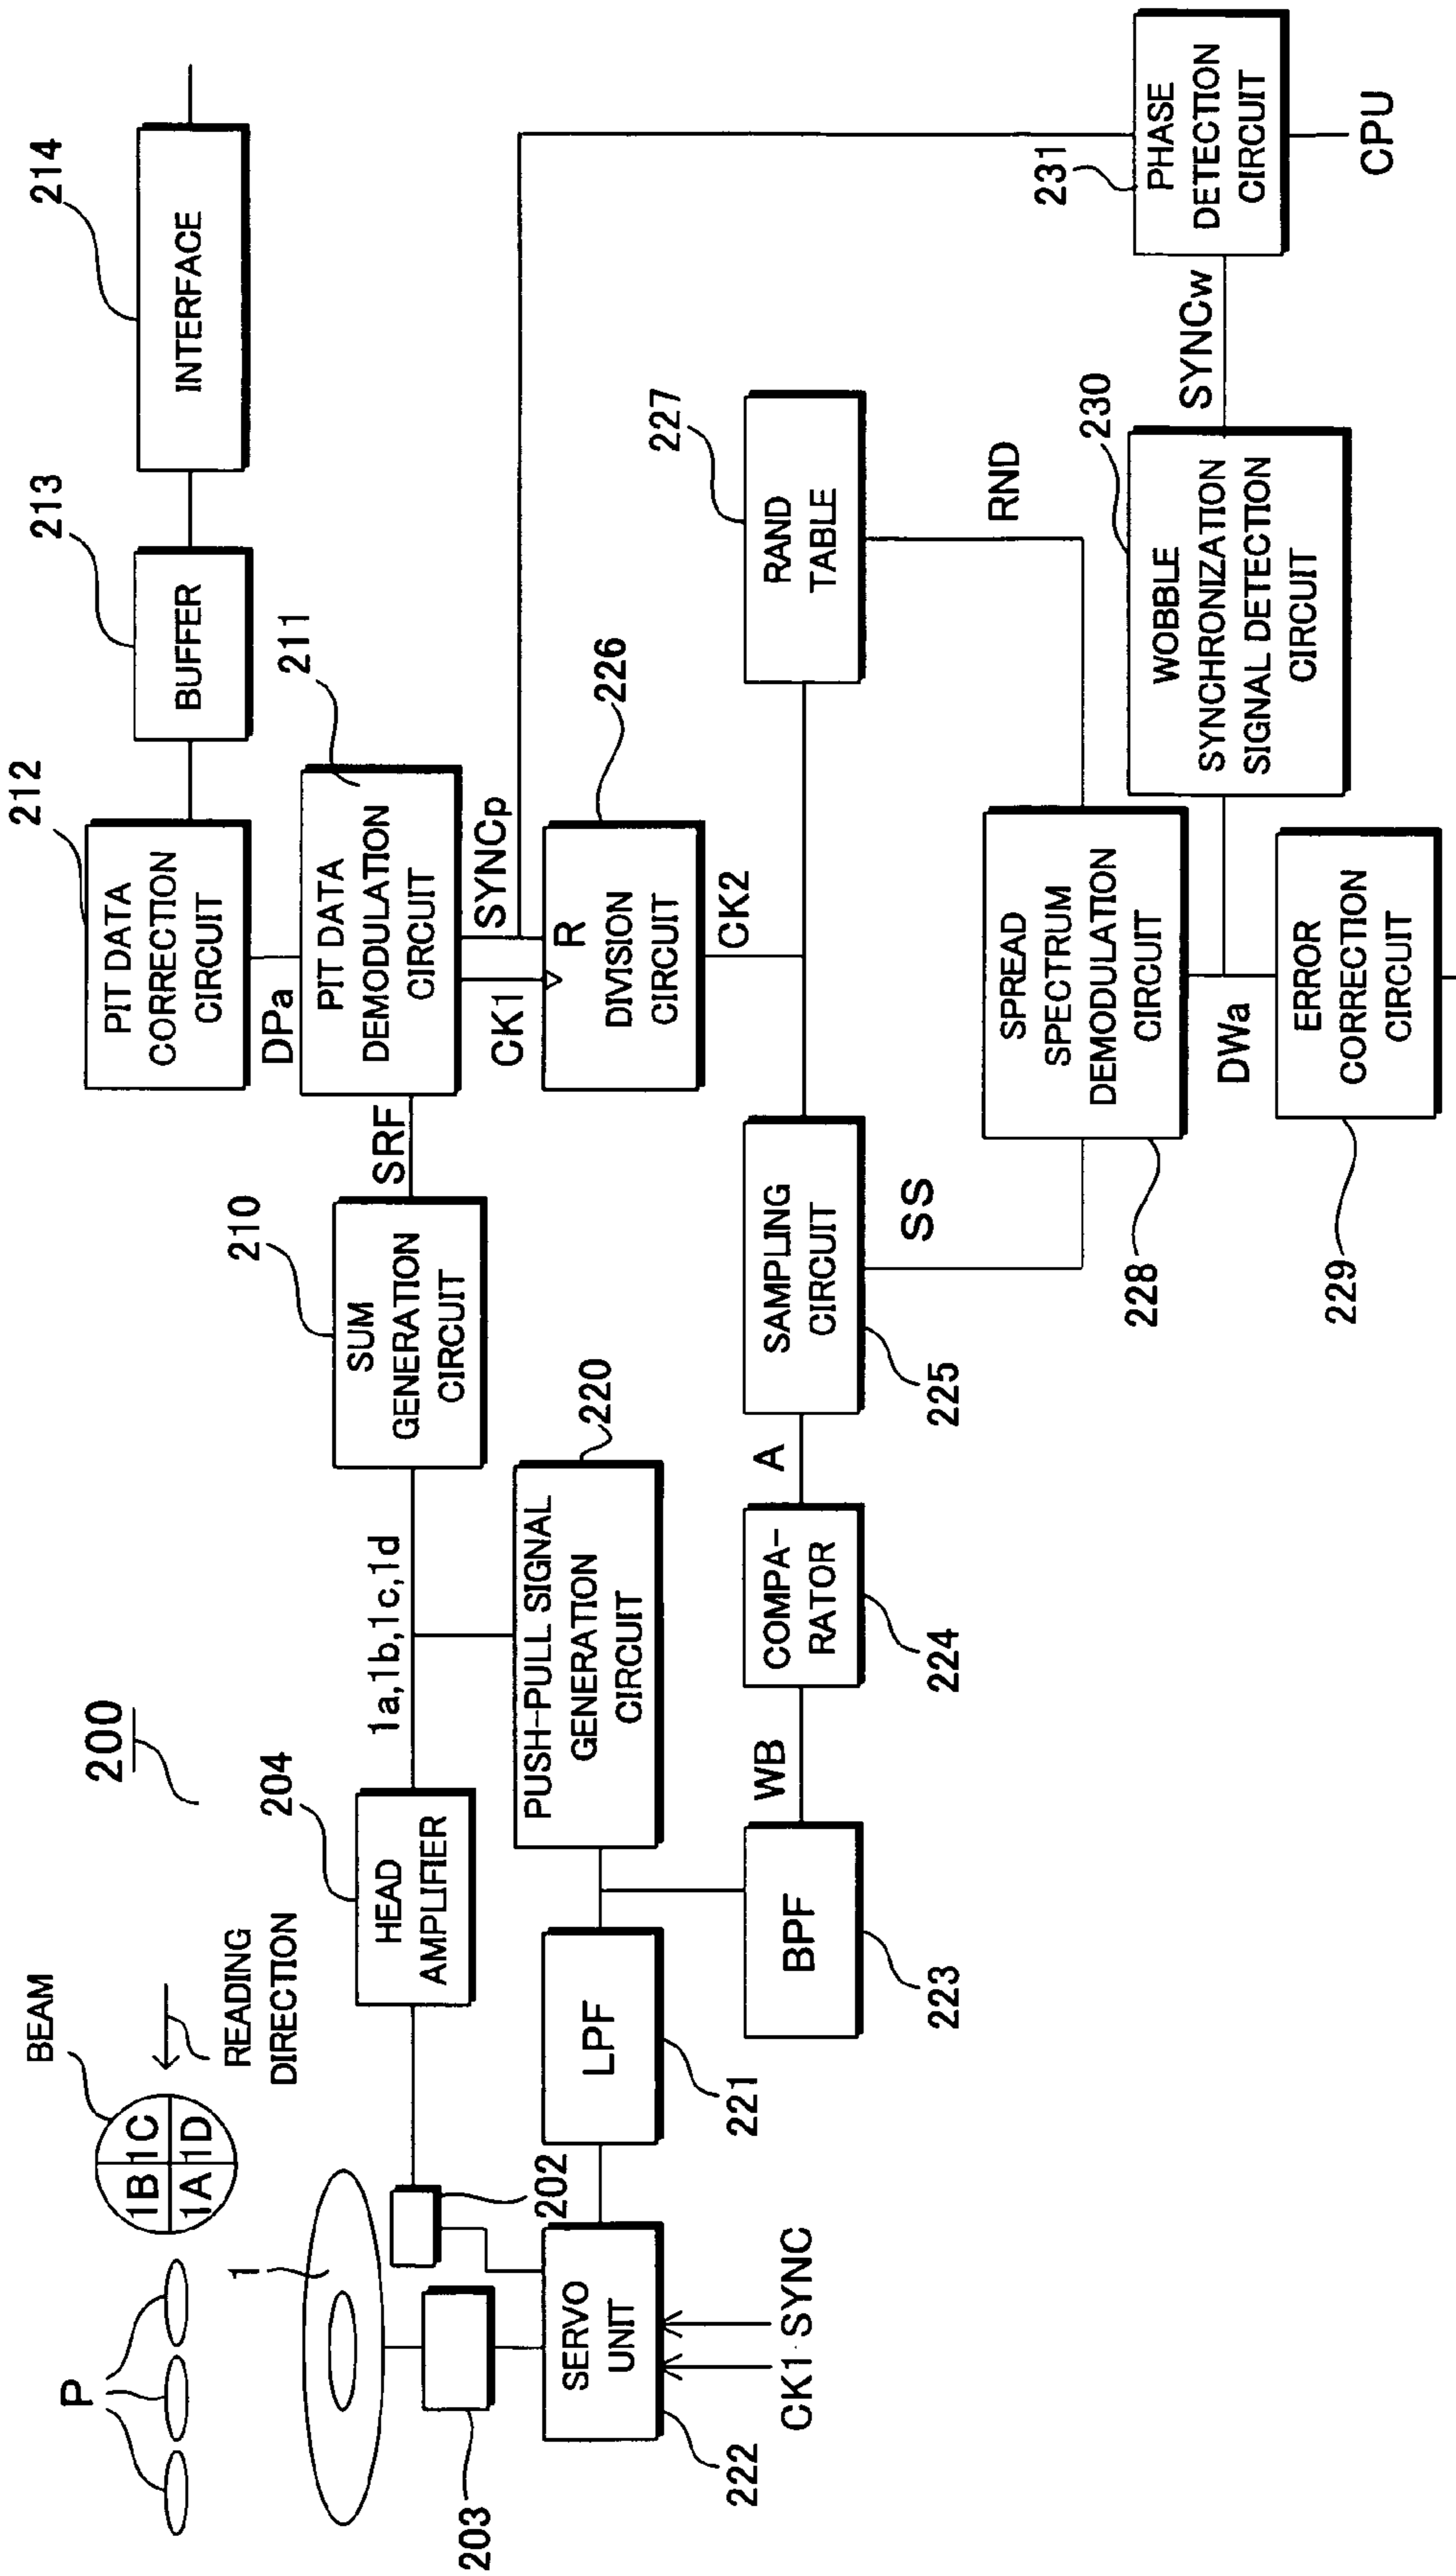 200
BEAM
READING
DIRECTION
1B
1C
1A
1D
P
1
202
203
204
HEAD
AMPLIFIER
1a,1b,1c,1d
210
SUM
GENERATION
CIRCUIT
SRF
211
PIT DATA
DEMODULATION
CIRCUIT
DPa
212
PIT DATA
CORRECTION
CIRCUIT
213
BUFFER
214
INTERFACE
SERVO
UNIT
222
CK1
SYNC
LPF
221
PUSH-PULL SIGNAL
GENERATION
CIRCUIT
220
CK1
SYNCp
R
DIVISION
CIRCUIT
226
CK2
BPF
223
WB
COMPA-
RATOR
224
A
SAMPLING
CIRCUIT
225
SS
RAND
TABLE
227
RND
SPREAD
SPECTRUM
DEMODULATION
CIRCUIT
228
DWa
ERROR
CORRECTION
CIRCUIT
229
WOBBLE
SYNCHRONIZATION
SIGNAL DETECTION
CIRCUIT
230
SYNCw
PHASE
DETECTION
CIRCUIT
231
CPU